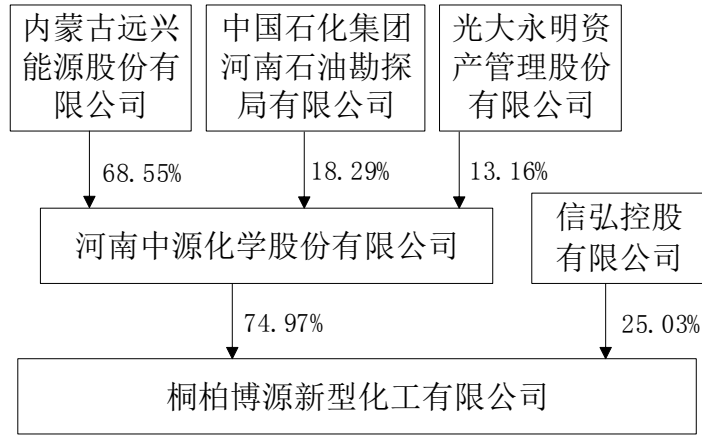 内蒙古远兴
能源股份有
限公司
中国石化集团
河南石油勘探
局有限公司
光大永明资
产管理股份
有限公司
68.55%
18.29%
13.16%
河南中源化学股份有限公司
信弘控股
有限公司
74.97%
25.03%
桐柏博源新型化工有限公司